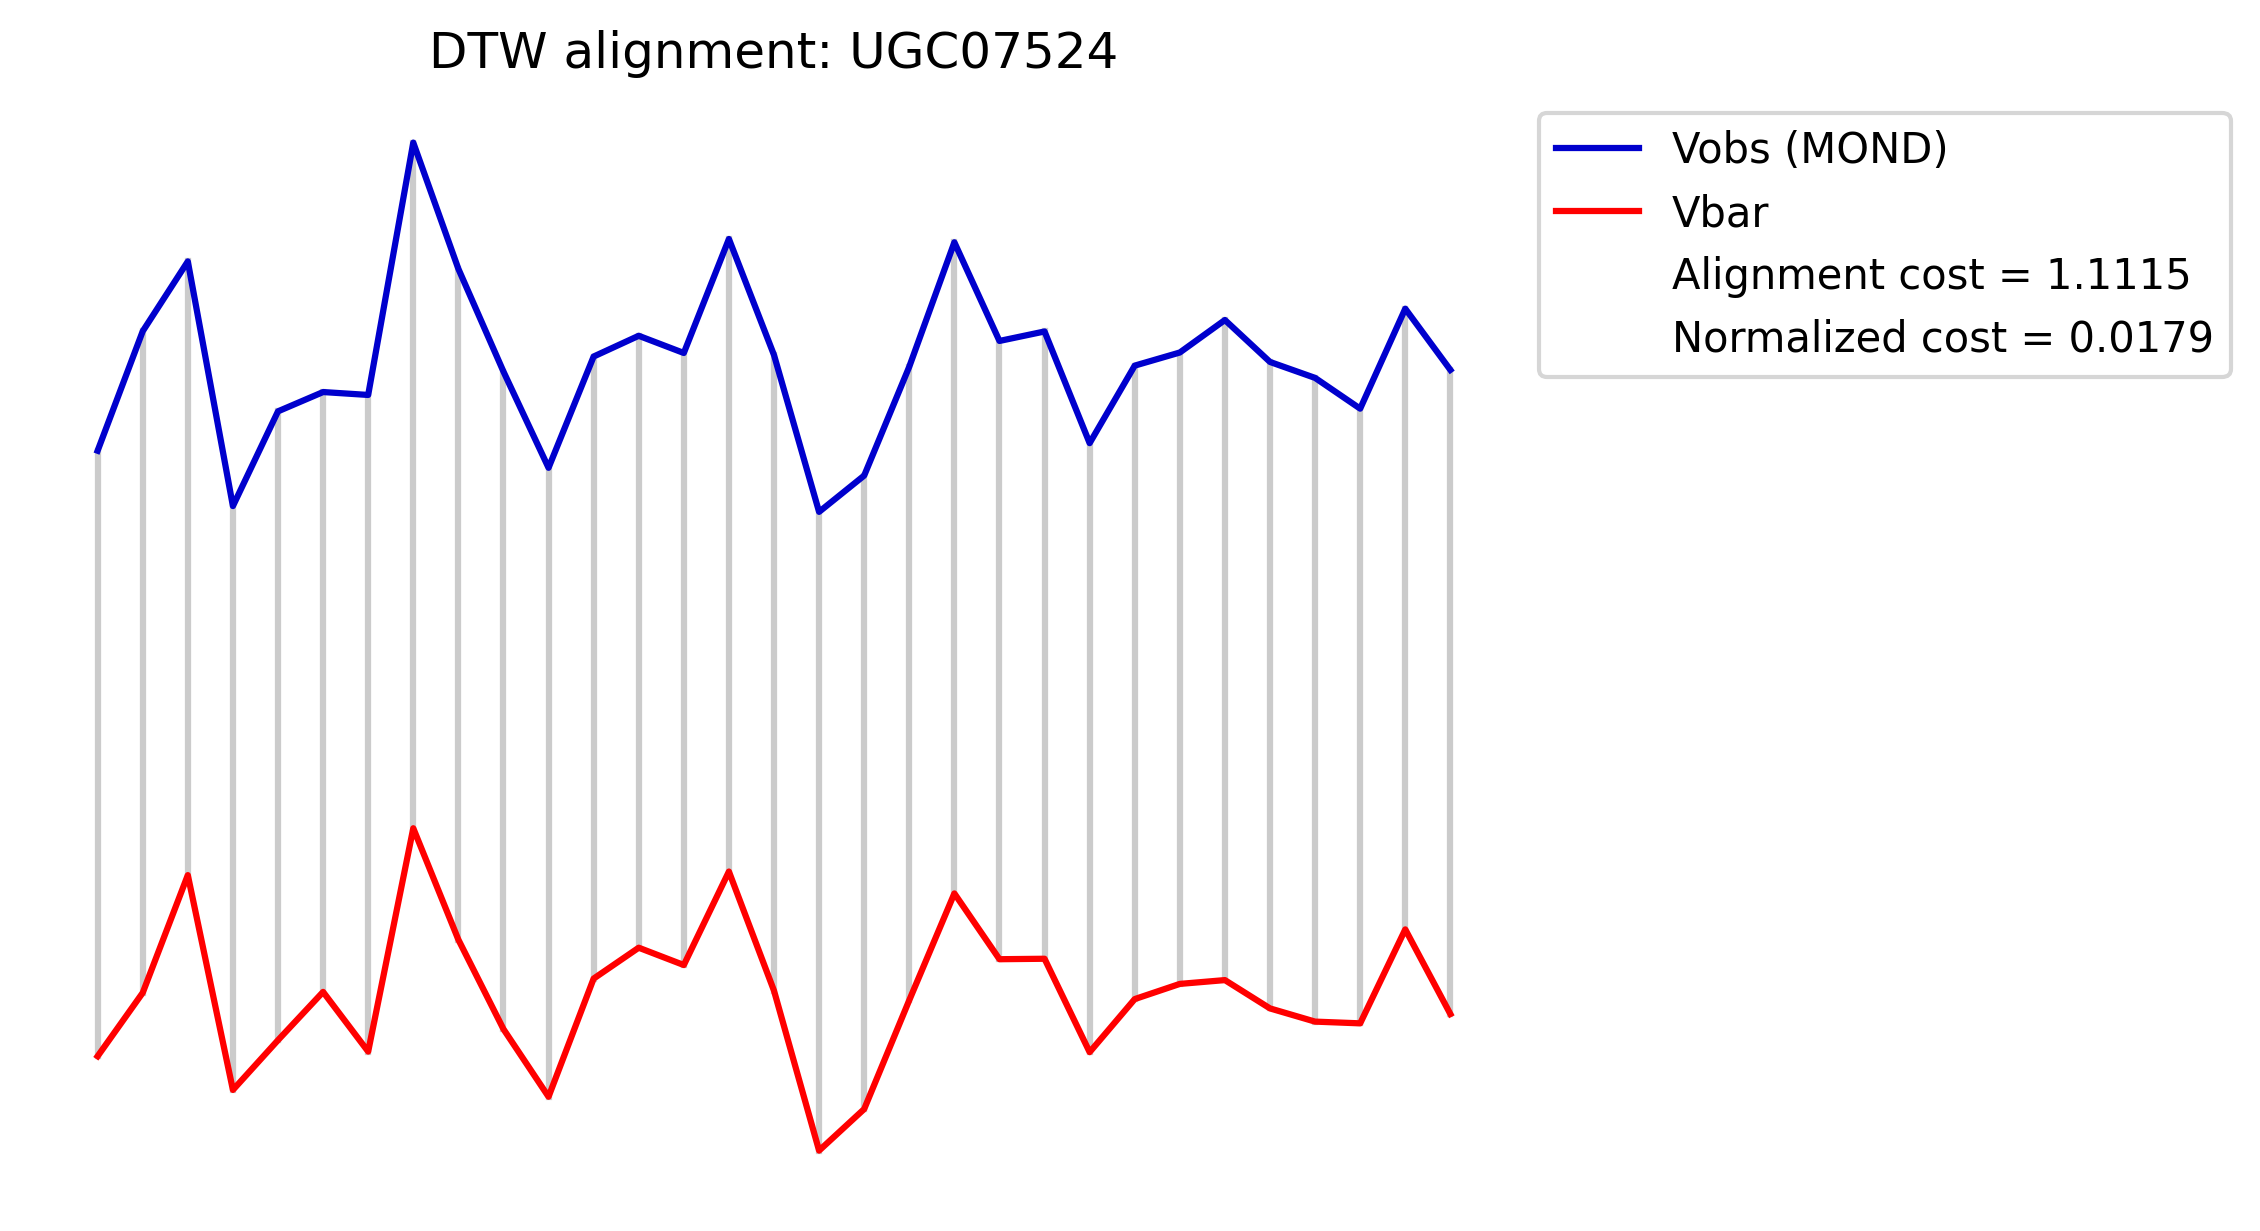 DTW alignment: UGC07524
Vobs (MOND)
Vbar
Alignment cost = 1.1115
Normalized cost = 0.0179